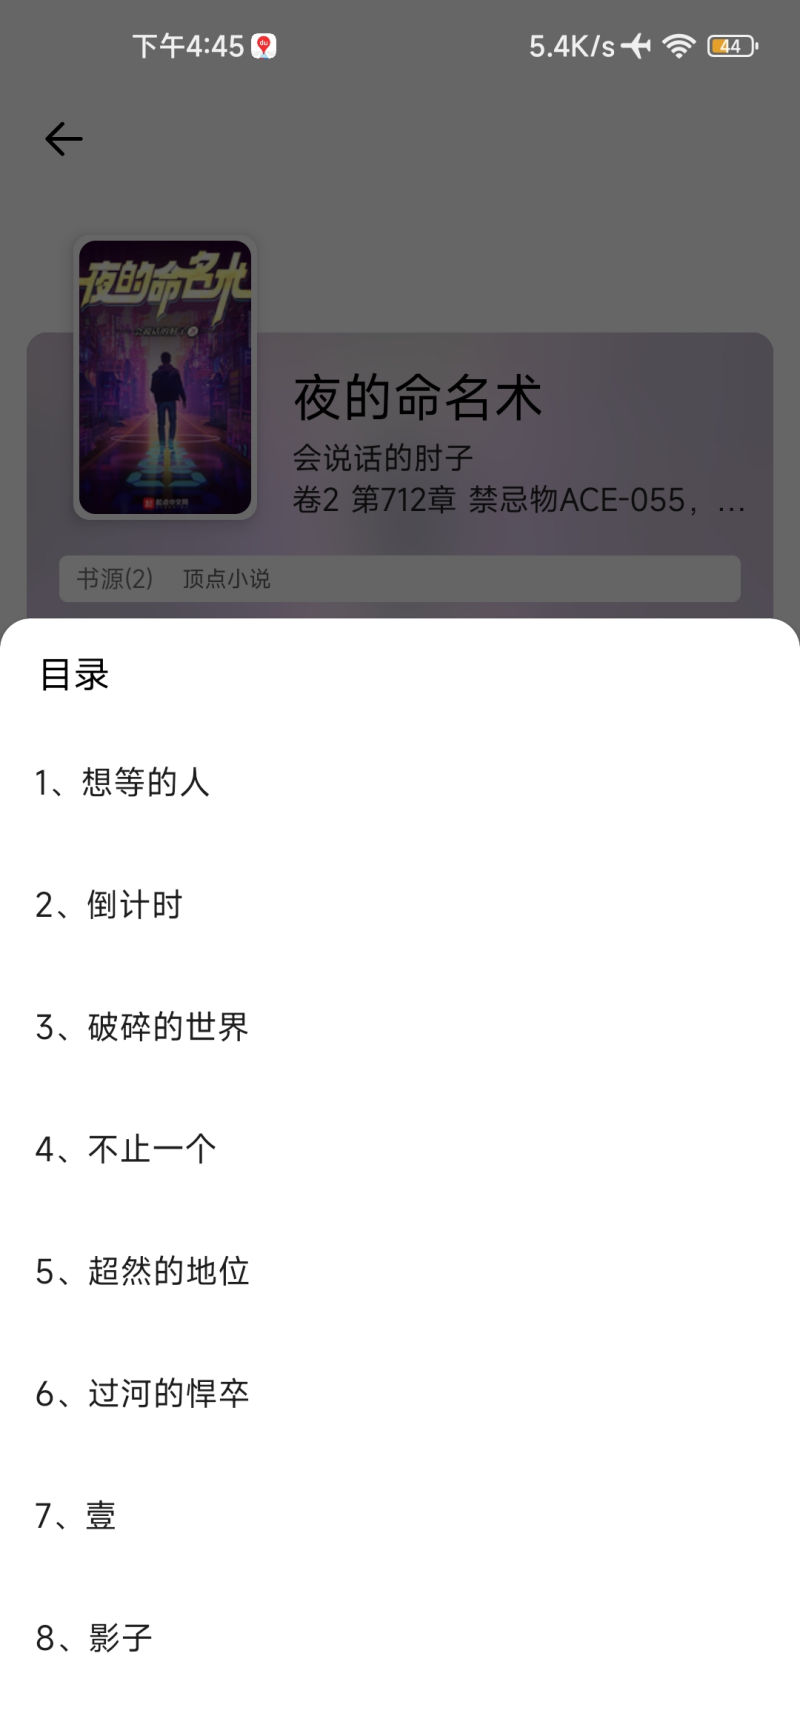 下午4:45
du
5.4K/s
44
夜的命名术
会说话的肘子
夜的命名术
会说话的肘子
卷2 第712章 禁忌物ACE-055，…
书源(2) 顶点小说
目录
1、想等的人
2、倒计时
3、破碎的世界
4、不止一个
5、超然的地位
6、过河的悍卒
7、壹
8、影子